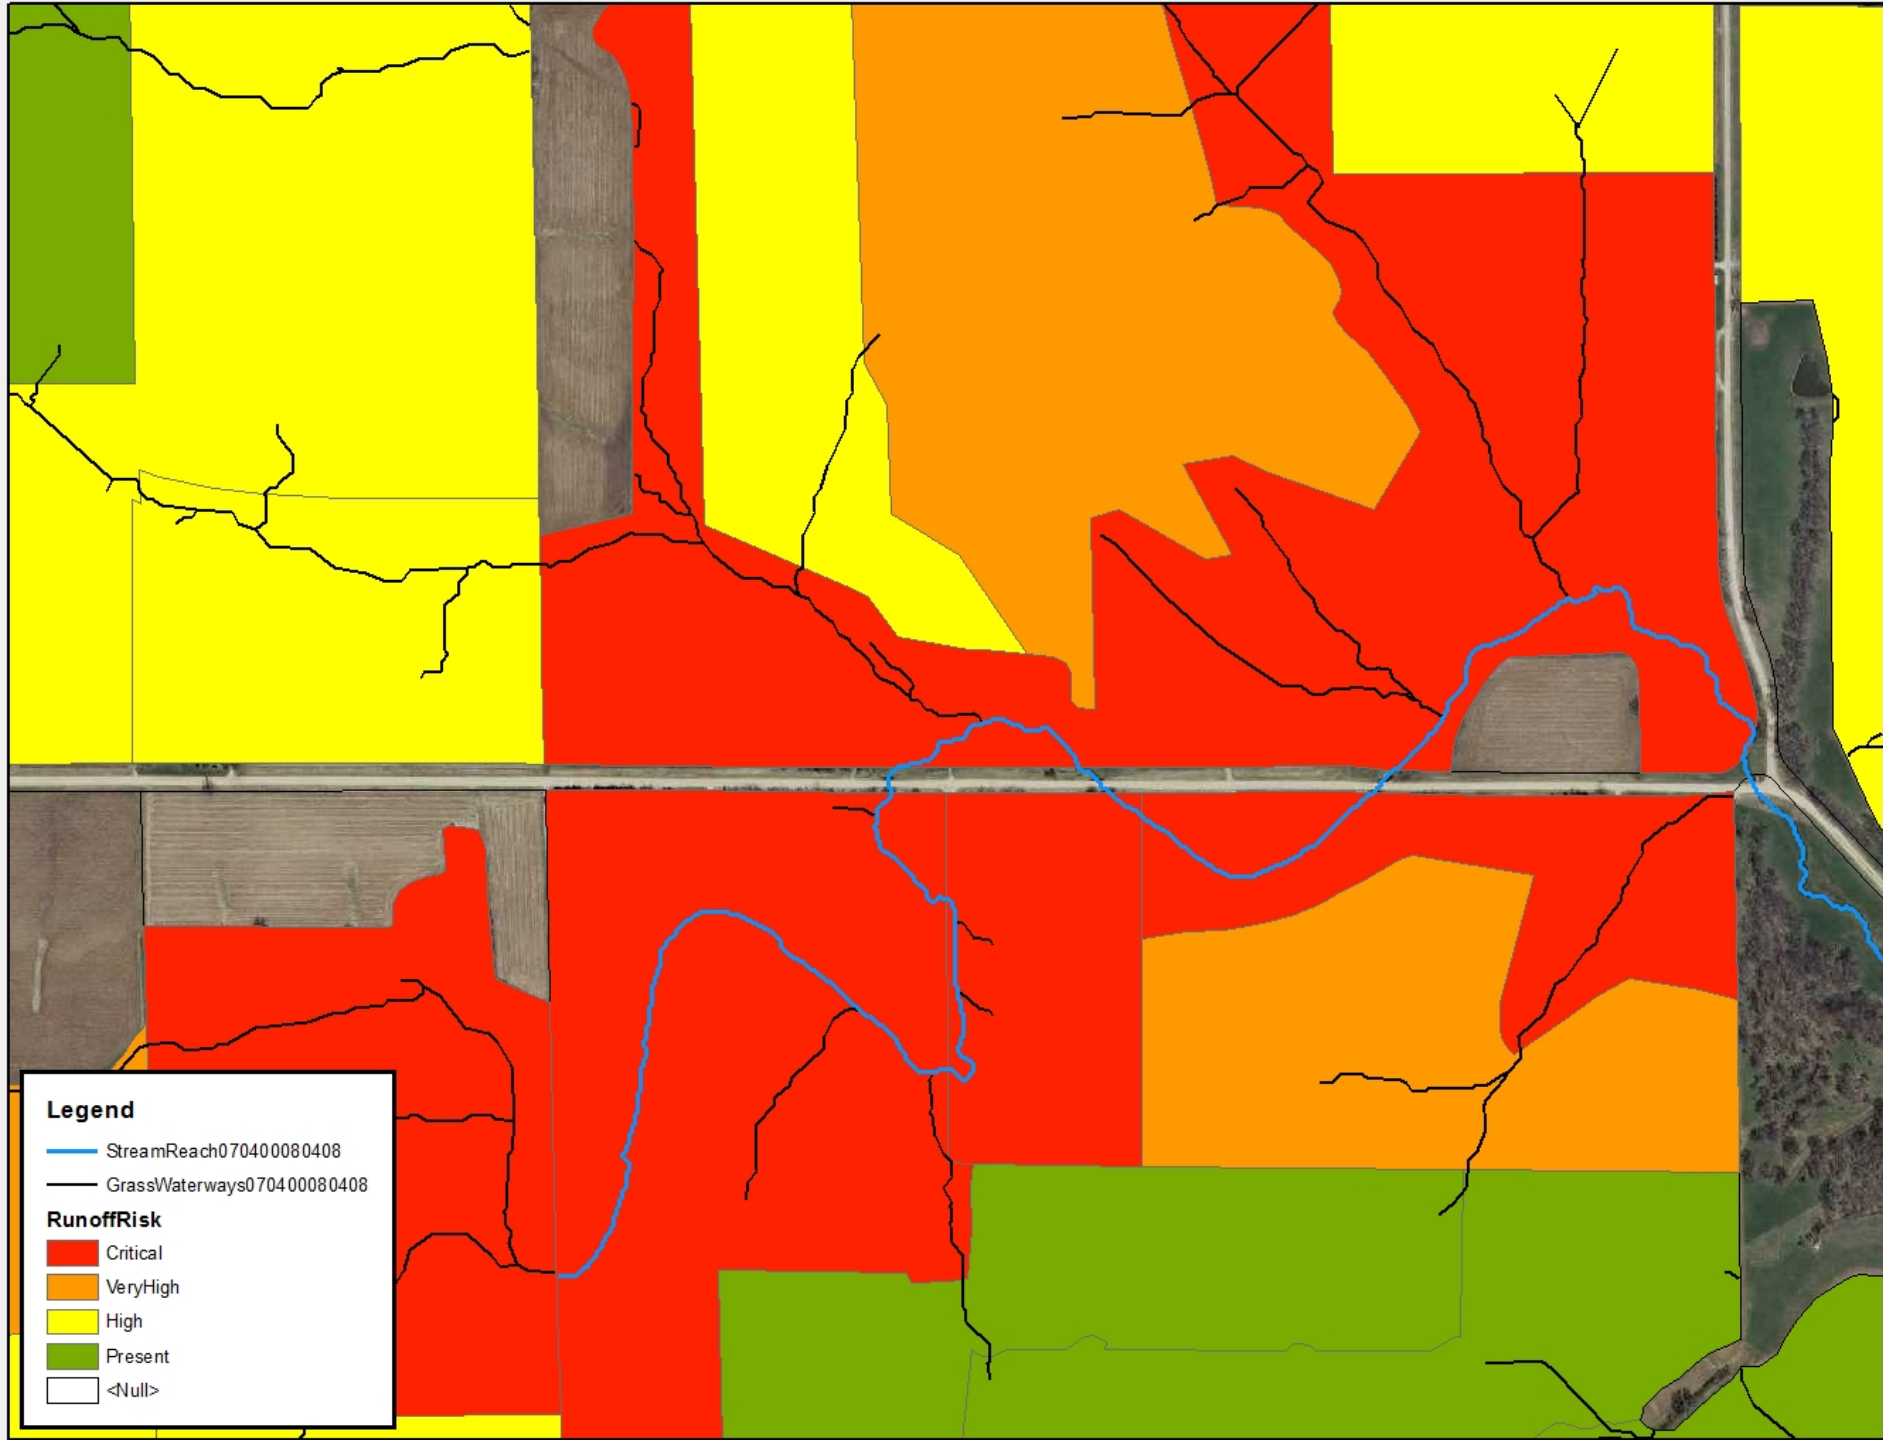 Legend
StreamReach070400080408
GrassWaterways070400080408
RunoffRisk
Critical
VeryHigh
High
Present
<Null>